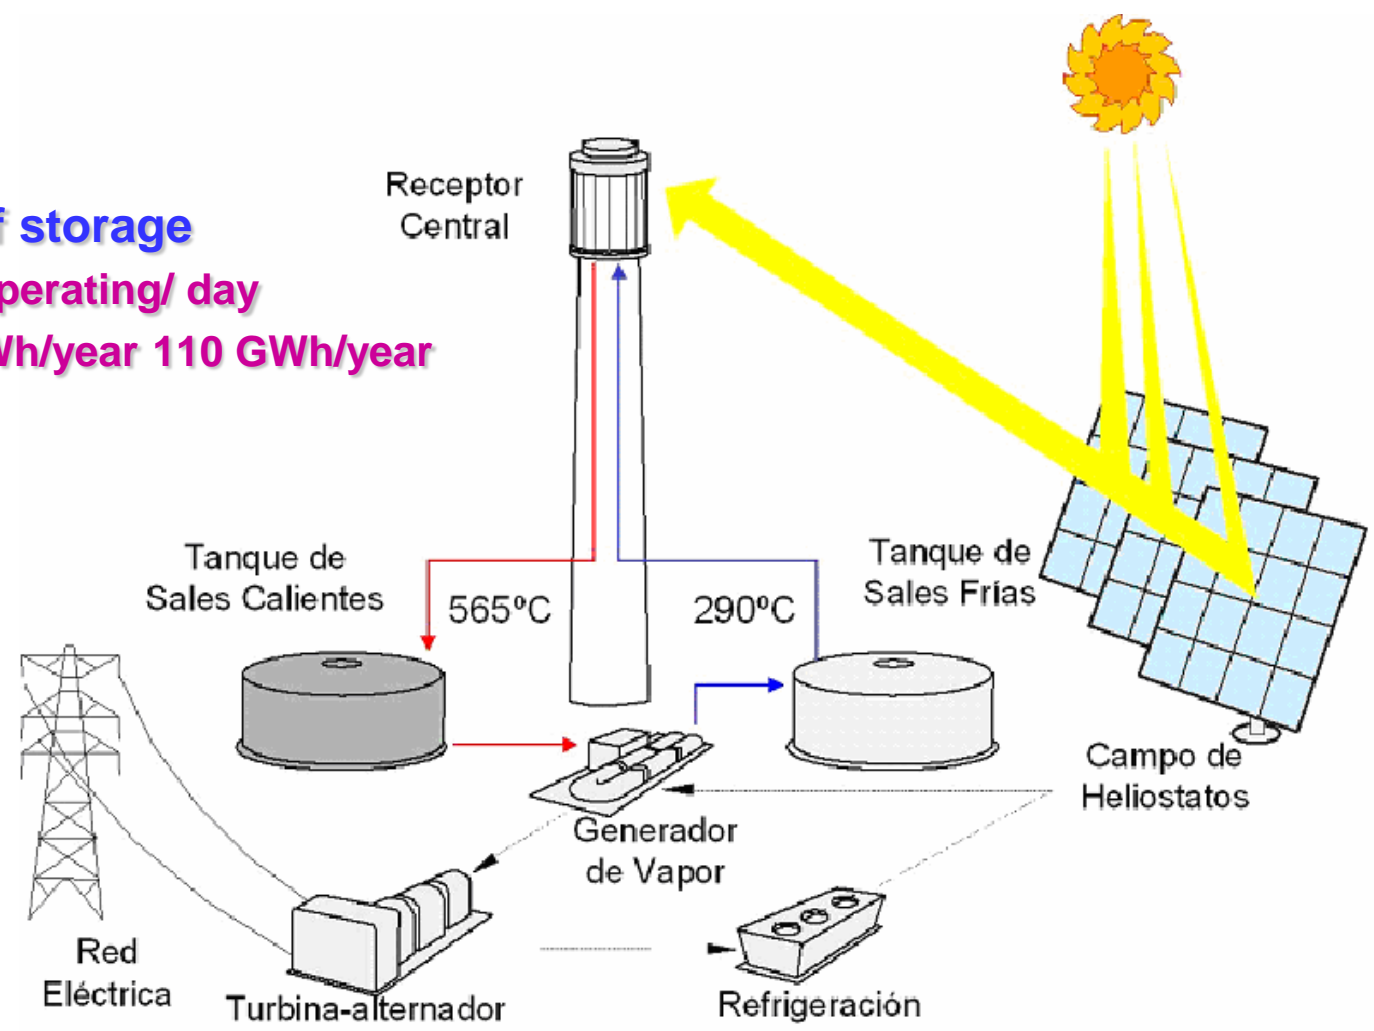 Receptor
Central
storage
perating/ day
Wh/year 110 GWh/year
Tanque de
Sales Calientes
565ºC
290ºC
Tanque de
Sales Frías
Campo de
Heliostatos
Generador
de Vapor
Red
Eléctrica
Turbina-alternador
Refrigeración